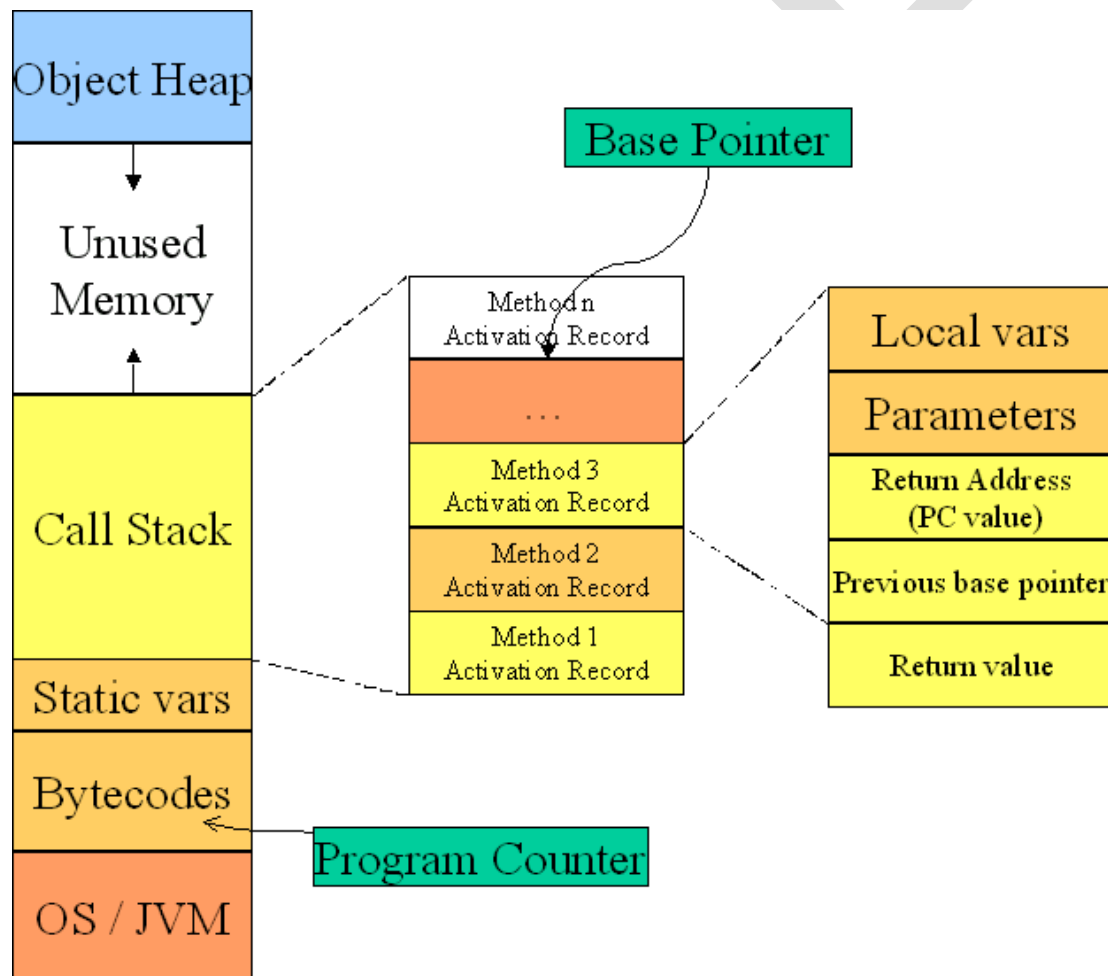 Object Heap
Unused
Memory
Call Stack
Static vars
Bytecodes
OS / JVM
Base Pointer
Method n
Activation Record
. . .
Method 3
Activation Record
Method 2
Activation Record
Method 1
Activation Record
Program Counter
Local vars
Parameters
Return Address
(PC value)
Previous base pointer
Return value